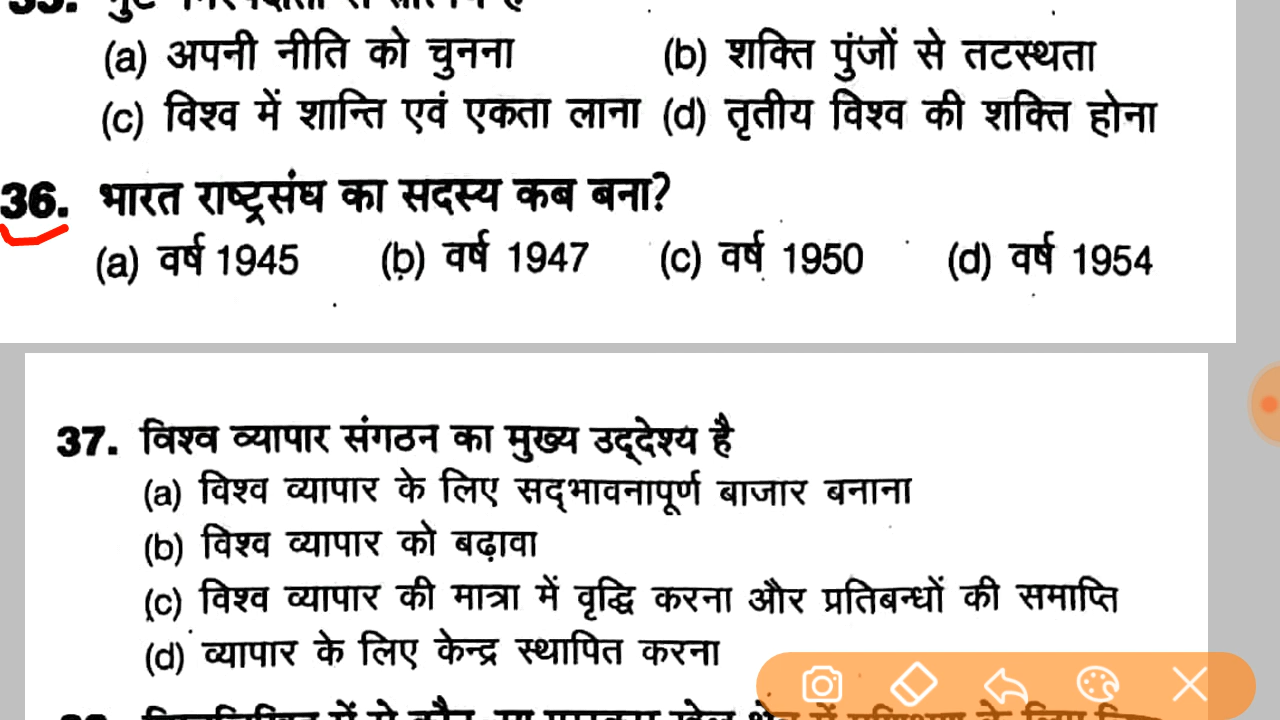 35.
(a) अपनी नीति को चुनना (b) शक्ति पुंजों से तटस्थता
(c) विश्व में शान्ति एवं एकता लाना (d) तृतीय विश्व की शक्ति होना
36. भारत राष्ट्रसंघ का सदस्य कब बना?
(a) वर्ष 1945 (b) वर्ष 1947 (c) वर्ष 1950 (d) वर्ष 1954
37. विश्व व्यापार संगठन का मुख्य उद्देश्य है
(a) विश्व व्यापार के लिए सद्भावनापूर्ण बाजार बनाना
(b) विश्व व्यापार को बढ़ावा
(c) विश्व व्यापार की मात्रा में वृद्धि करना और प्रतिबन्धों की समाप्ति
(d) व्यापार के लिए केन्द्र स्थापित करना